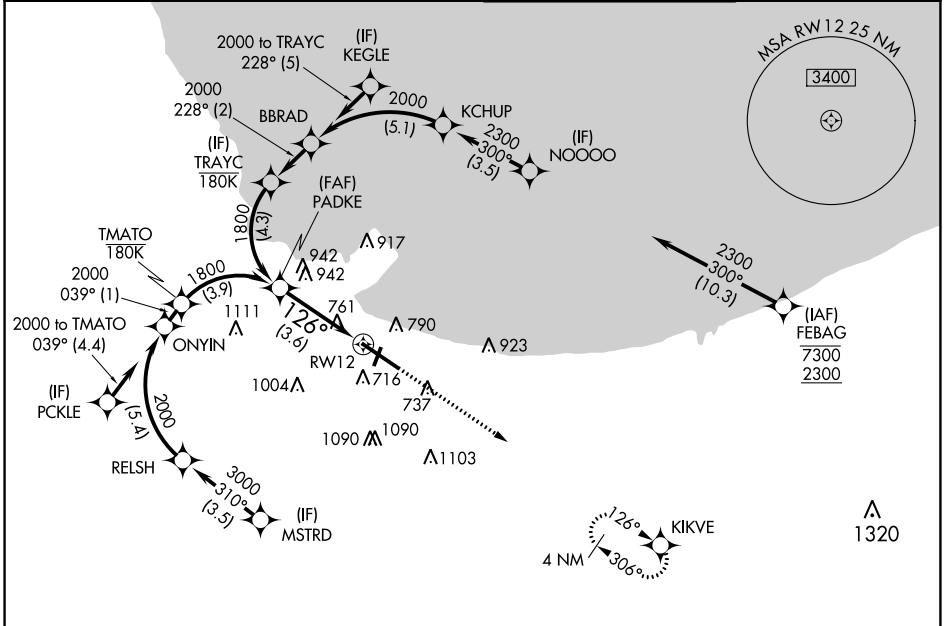 2000 to TRAYC
228° (5)
(IF)
KEGLE
MSA RW12 25 NM
3400
2000
228° (2)
BBRAD
2000
(5.1)
KCHUP
2300
300°
(3.5)
(IF)
NOOOO
(IF)
TRAYC
180K
(FAF)
PADKE
1800
(4.3)
917
942
942
TMATO
180K
2000
039° (1)
1800
(3.9)
2300
300°
(10.3)
(IAF)
FEBAG
7300
2300
2000 to TMATO
039° (4.4)
ONYIN
1111
126°
(3.6)
761
790
923
RW12
716
737
1004
(IF)
PCKLE
2000
(5.4)
1090
1090
1103
RELSH
3000
310°
(3.5)
(IF)
MSTRD
126°
KIKVE
4 NM
306°
1320